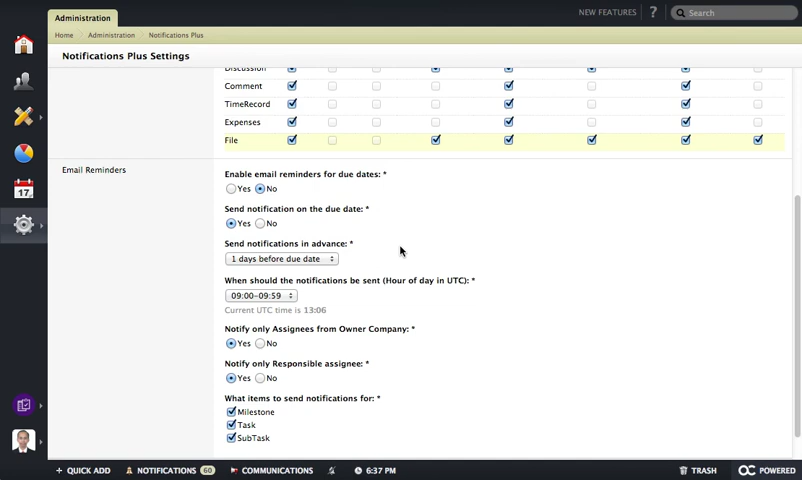 Administration
NEW FEATURES
?
Search
Home
Administration
Notifications Plus
Notifications Plus Settings
Discussion
Comment
TimeRecord
Expenses
File
Email Reminders
Enable email reminders for due dates: *
Yes No
Send notification on the due date: *
Yes No
Send notifications in advance: *
1 days before due date
When should the notifications be sent (Hour of day in UTC): *
09:00-09:59
Current UTC time is 13:06
Notify only Assignees from Owner Company: *
Yes No
Notify only Responsible assignee: *
Yes No
What items to send notifications for: *
Milestone
Task
SubTask
17
+ QUICK ADD
NOTIFICATIONS 60
COMMUNICATIONS
6:37 PM
TRASH
POWERED